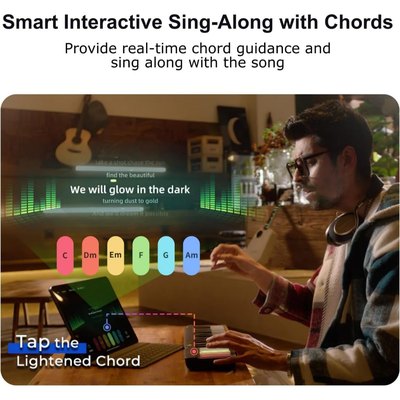 Smart Interactive Sing-Along with Chords
Provide real-time chord guidance and
sing along with the song
find the beautiful
We will glow in the dark
turning dust to gold
C Dm Em F G Am
Tap the
Lightened Chord